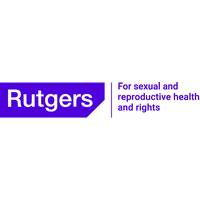 Rutgers
For sexual and
reproductive health
and rights